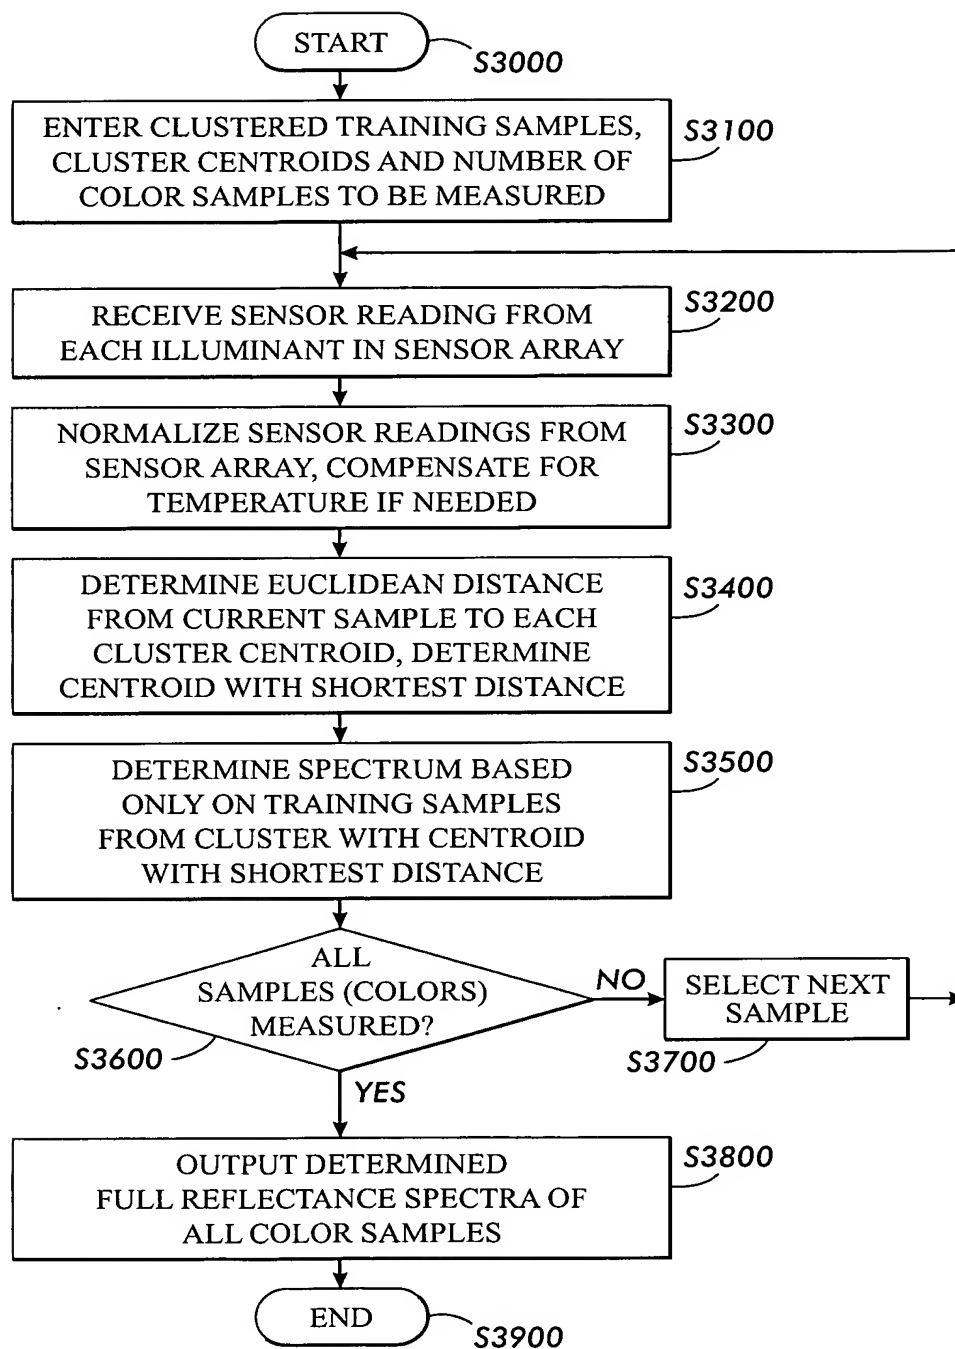 START
S3000
ENTER CLUSTERED TRAINING SAMPLES,
CLUSTER CENTROIDS AND NUMBER OF
COLOR SAMPLES TO BE MEASURED
S3100
RECEIVE SENSOR READING FROM
EACH ILLUMINANT IN SENSOR ARRAY
S3200
NORMALIZE SENSOR READINGS FROM
SENSOR ARRAY, COMPENSATE FOR
TEMPERATURE IF NEEDED
S3300
DETERMINE EUCLIDEAN DISTANCE
FROM CURRENT SAMPLE TO EACH
CLUSTER CENTROID, DETERMINE
CENTROID WITH SHORTEST DISTANCE
S3400
DETERMINE SPECTRUM BASED
ONLY ON TRAINING SAMPLES
FROM CLUSTER WITH CENTROID
WITH SHORTEST DISTANCE
S3500
ALL
SAMPLES (COLORS)
MEASURED?
S3600
NO
SELECT NEXT
SAMPLE
S3700
YES
OUTPUT DETERMINED
FULL REFLECTANCE SPECTRA OF
ALL COLOR SAMPLES
S3800
END
S3900